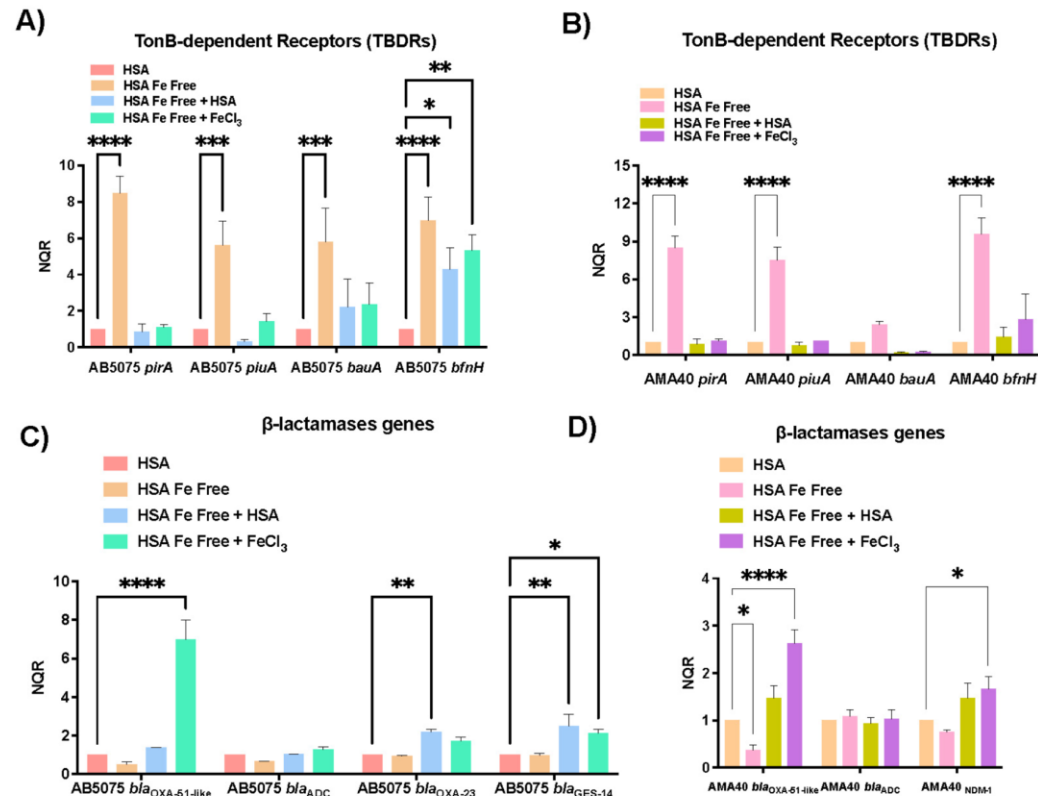 A)
TonB-dependent Receptors (TBDRs)
HSA
HSA Fe Free
HSA Fe Free + HSA
HSA Fe Free + FeCl₃
**
*
**** *** *** ****
10
8
6
4
2
0
NQR
AB5075 pirA AB5075 piuA AB5075 bauA AB5075 bfnH
B)
TonB-dependent Receptors (TBDRs)
HSA
HSA Fe Free
HSA Fe Free + HSA
HSA Fe Free + FeCl₃
**** **** ****
15
12
9
6
3
0
NQR
AMA40 pirA AMA40 piuA AMA40 bauA AMA40 bfnH
C)
β-lactamases genes
HSA
HSA Fe Free
HSA Fe Free + HSA
HSA Fe Free + FeCl₃
*
**** ** **
10
8
6
4
2
0
NQR
AB5075 blaOXA-51-like AB5075 blaADC AB5075 blaOXA-23 AB5075 blaGES-14
D)
β-lactamases genes
HSA
HSA Fe Free
HSA Fe Free + HSA
HSA Fe Free + FeCl₃
**** *
*
4
3
2
1
0
NQR
AMA40 blaOXA-51-like AMA40 blaADC AMA40 NDM-1